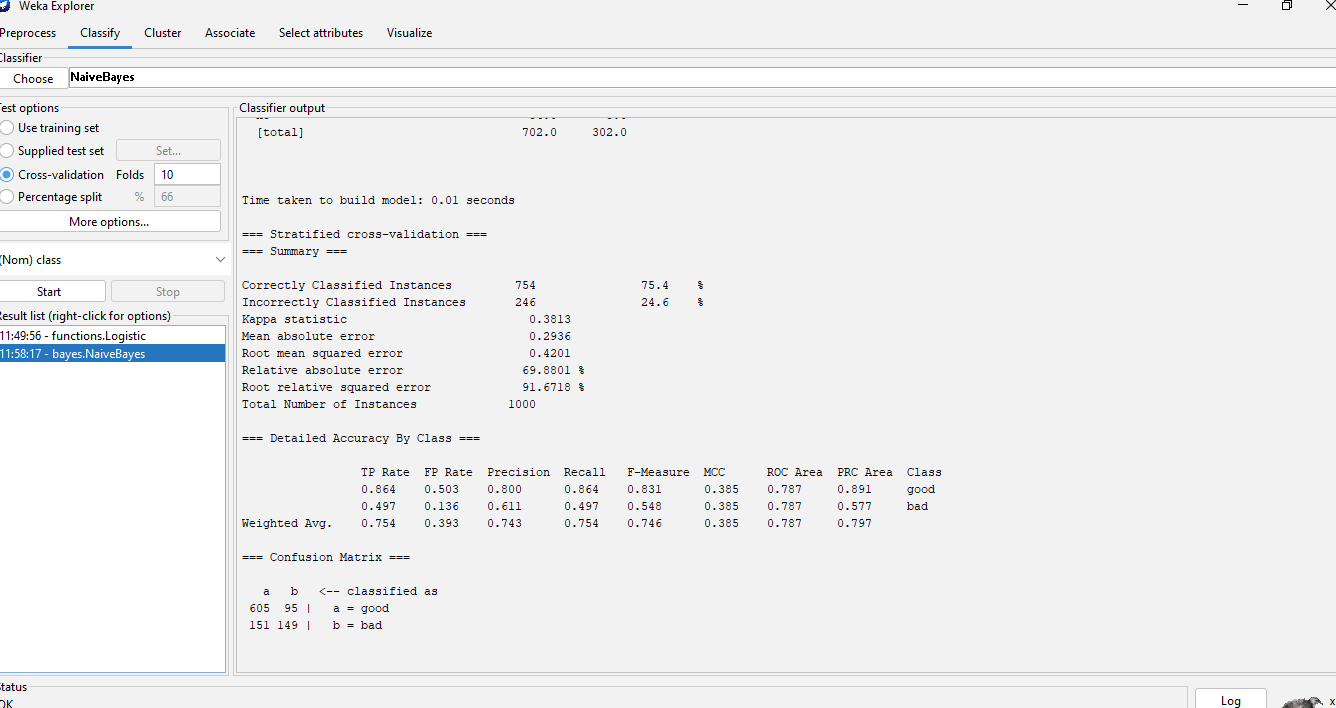 Weka Explorer
Preprocess Classify Cluster Associate Select attributes Visualize
Classifier
Choose NaiveBayes
Test options
Use training set
Supplied test set Set...
Cross-validation Folds 10
Percentage split % 66
More options...
(Nom) class
Start Stop
Result list (right-click for options)
11:49:56 - functions.Logistic
11:58:17 - bayes.NaiveBayes
Classifier output
[total] 702.0 302.0
Time taken to build model: 0.01 seconds
=== Stratified cross-validation ===
=== Summary ===
Correctly Classified Instances 754 75.4 %
Incorrectly Classified Instances 246 24.6 %
Kappa statistic 0.3813
Mean absolute error 0.2936
Root mean squared error 0.4201
Relative absolute error 69.8801 %
Root relative squared error 91.6718 %
Total Number of Instances 1000
=== Detailed Accuracy By Class ===
TP Rate FP Rate Precision Recall F-Measure MCC ROC Area PRC Area Class
0.864 0.503 0.800 0.864 0.831 0.385 0.787 0.891 good
0.497 0.136 0.611 0.497 0.548 0.385 0.787 0.577 bad
Weighted Avg. 0.754 0.393 0.743 0.754 0.746 0.385 0.787 0.797
=== Confusion Matrix ===
a b <-- classified as
605 95 | a = good
151 149 | b = bad
Status
OK
Log
x